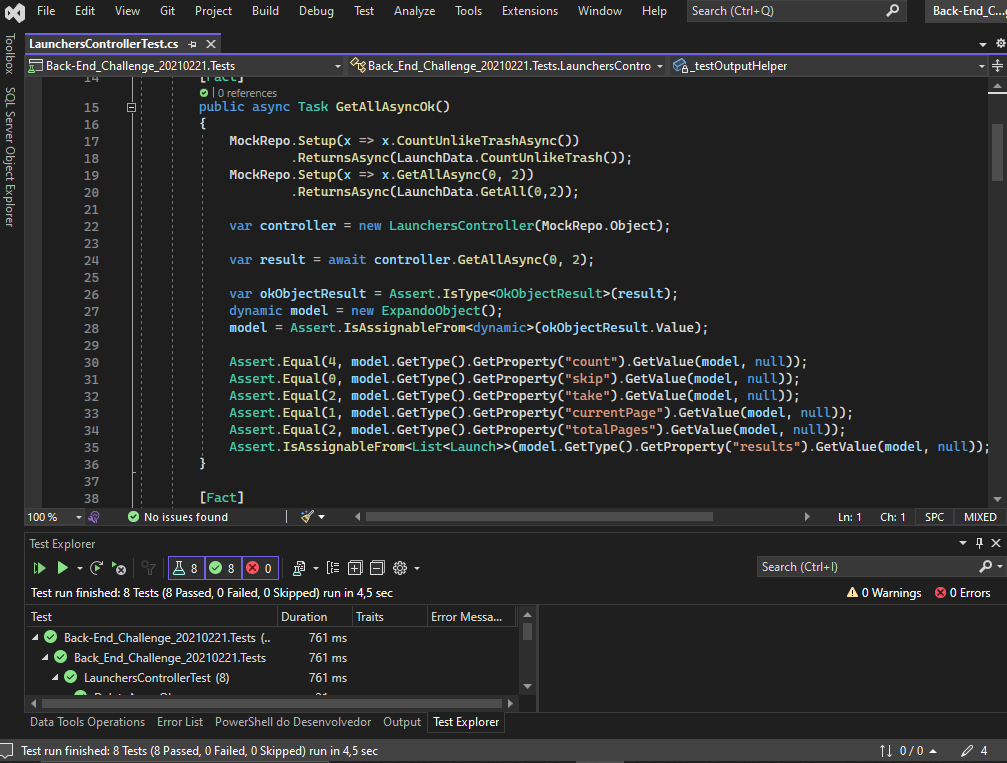 File Edit View Git Project Build Debug Test Analyze Tools Extensions Window Help Search (Ctrl+Q) Back-End_C...
Toolbox
SQL Server Object Explorer
LaunchersControllerTest.cs
Back-End_Challenge_20210221.Tests Back_End_Challenge_20210221.Tests.LaunchersContro _testOutputHelper
14 [Fact]
0 references
15 public async Task GetAllAsyncOk()
16 {
17 MockRepo.Setup(x => x.CountUnlikeTrashAsync())
18 .ReturnsAsync(LaunchData.CountUnlikeTrash());
19 MockRepo.Setup(x => x.GetAllAsync(0, 2))
20 .ReturnsAsync(LaunchData.GetAll(0,2));
21
22 var controller = new LaunchersController(MockRepo.Object);
23
24 var result = await controller.GetAllAsync(0, 2);
25
26 var okObjectResult = Assert.IsType<OkObjectResult>(result);
27 dynamic model = new ExpandoObject();
28 model = Assert.IsAssignableFrom<dynamic>(okObjectResult.Value);
29
30 Assert.Equal(4, model.GetType().GetProperty("count").GetValue(model, null));
31 Assert.Equal(0, model.GetType().GetProperty("skip").GetValue(model, null));
32 Assert.Equal(2, model.GetType().GetProperty("take").GetValue(model, null));
33 Assert.Equal(1, model.GetType().GetProperty("currentPage").GetValue(model, null));
34 Assert.Equal(2, model.GetType().GetProperty("totalPages").GetValue(model, null));
35 Assert.IsAssignableFrom<List<Launch>>(model.GetType().GetProperty("results").GetValue(model, null));
36 }
37
38 [Fact]
100 % No issues found Ln: 1 Ch: 1 SPC MIXED
Test Explorer
8 8 0 Search (Ctrl+I)
Test run finished: 8 Tests (8 Passed, 0 Failed, 0 Skipped) run in 4,5 sec 0 Warnings 0 Errors
Test Duration Traits Error Messa...
Back-End_Challenge_20210221.Tests (.. 761 ms
Back_End_Challenge_20210221.Tests 761 ms
LaunchersControllerTest (8) 761 ms
Data Tools Operations Error List PowerShell do Desenvolvedor Output Test Explorer
Test run finished: 8 Tests (8 Passed, 0 Failed, 0 Skipped) run in 4,5 sec 0 / 0 4